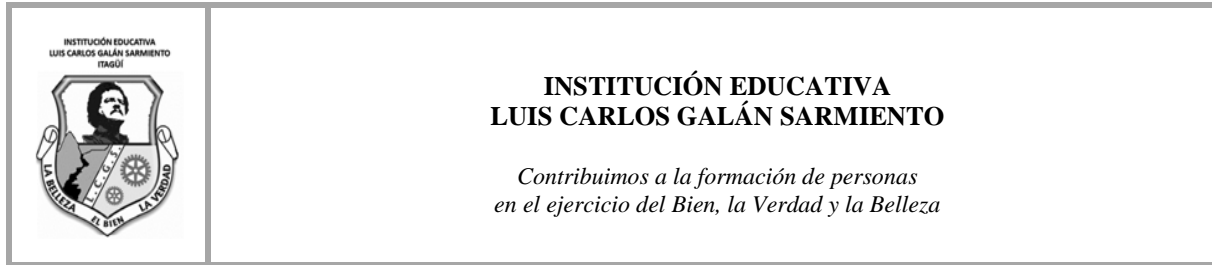 INSTITUCIÓN EDUCATIVA
LUIS CARLOS GALÁN SARMIENTO
ITAGÜÍ
L.C.G.S.
LA BELLEZA
EL BIEN
LA VERDAD
INSTITUCIÓN EDUCATIVA
LUIS CARLOS GALÁN SARMIENTO
Contribuimos a la formación de personas
en el ejercicio del Bien, la Verdad y la Belleza